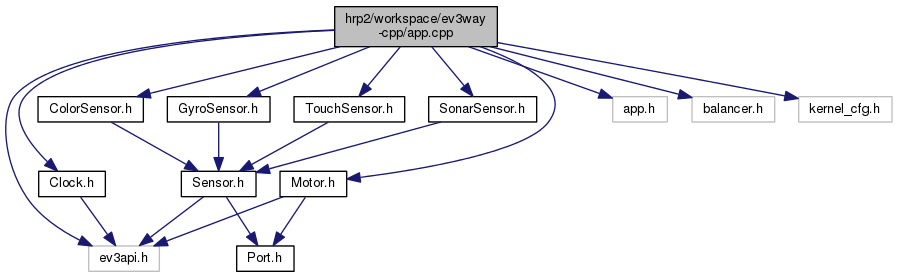 hrp2/workspace/ev3way
-cpp/app.cpp
ColorSensor.h
GyroSensor.h
TouchSensor.h
SonarSensor.h
app.h
balancer.h
kernel_cfg.h
Clock.h
Sensor.h
Motor.h
ev3api.h
Port.h